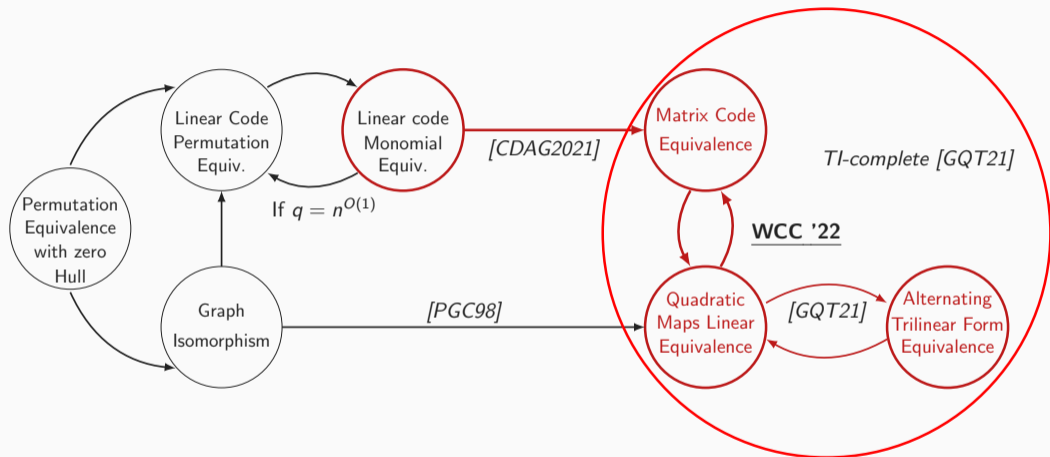 Permutation
Equivalence
with zero
Hull
Linear Code
Permutation
Equiv.
Linear code
Monomial
Equiv.
If q = n^{O(1)}
Graph
Isomorphism
[CDAG2021]
[PGC98]
Matrix Code
Equivalence
TI-complete [GQT21]
WCC '22
Quadratic
Maps Linear
Equivalence
[GQT21]
Alternating
Trilinear Form
Equivalence